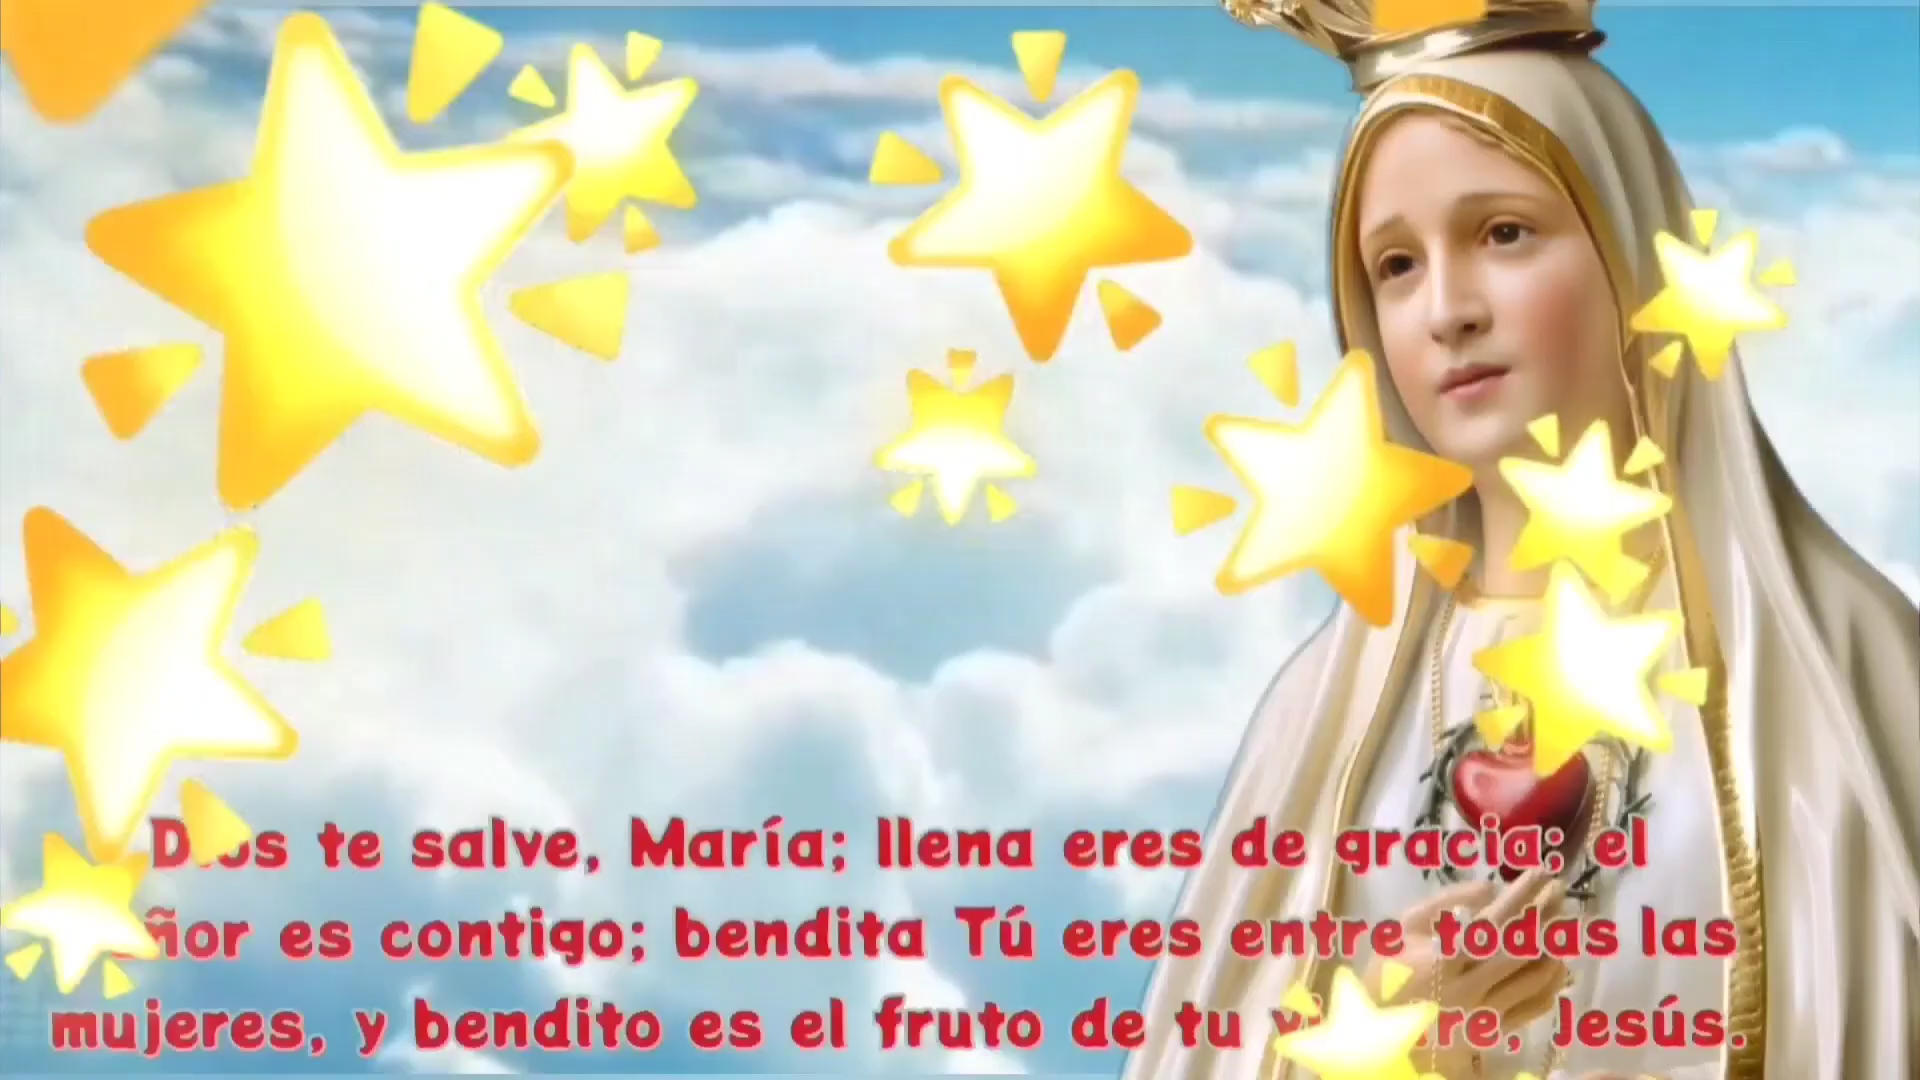 Dios te salve, María; llena eres de gracia; el
es contigo; bendita Tú eres entre todas las
mujeres, y bendito es el fruto de tu vientre, Jesús.